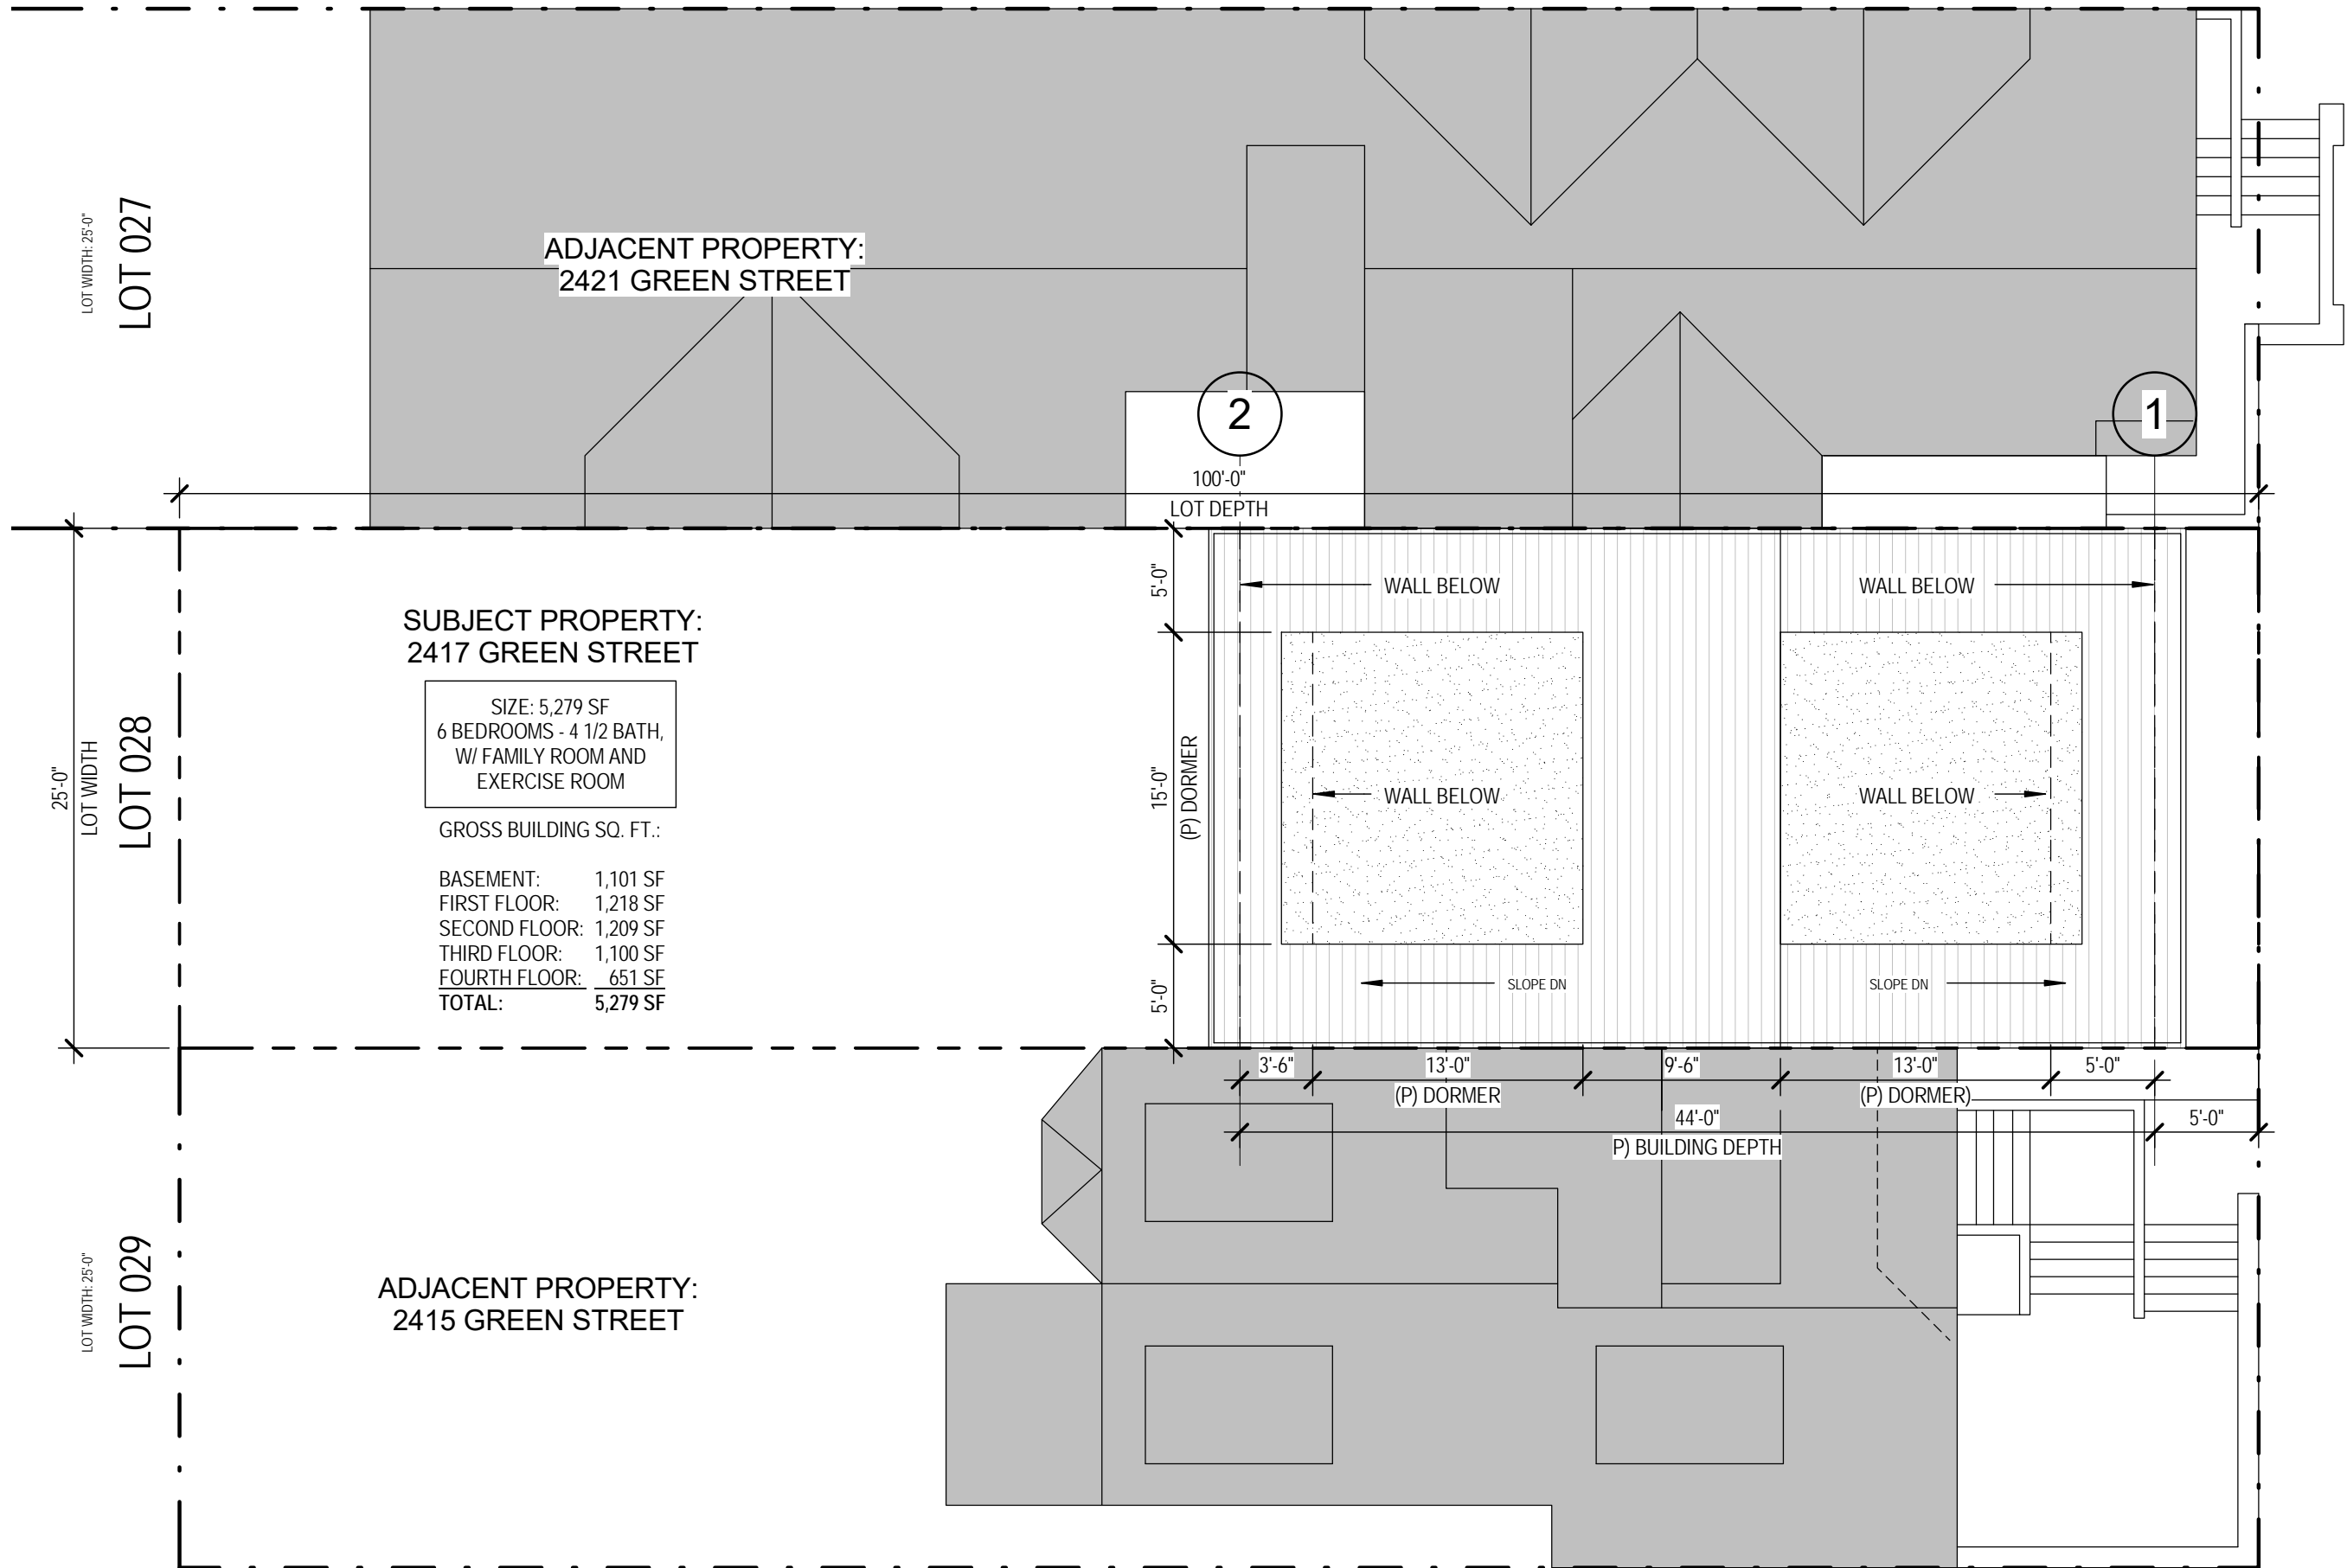 LOT WIDTH: 25'-0"
LOT 027
ADJACENT PROPERTY:
2421 GREEN STREET
2
1
100'-0"
LOT DEPTH
25'-0"
LOT WIDTH
LOT 028
SUBJECT PROPERTY:
2417 GREEN STREET
SIZE: 5,279 SF
6 BEDROOMS - 4 1/2 BATH,
W/ FAMILY ROOM AND
EXERCISE ROOM
GROSS BUILDING SQ. FT.:
BASEMENT: 1,101 SF
FIRST FLOOR: 1,218 SF
SECOND FLOOR: 1,209 SF
THIRD FLOOR: 1,100 SF
FOURTH FLOOR: 651 SF
TOTAL: 5,279 SF
5'-0"
15'-0"
(P) DORMER
5'-0"
WALL BELOW
WALL BELOW
WALL BELOW
WALL BELOW
SLOPE DN
SLOPE DN
3'-6"
13'-0"
(P) DORMER
9'-6"
13'-0"
(P) DORMER)
5'-0"
44'-0"
P) BUILDING DEPTH
5'-0"
LOT WIDTH: 25'-0"
LOT 029
ADJACENT PROPERTY:
2415 GREEN STREET